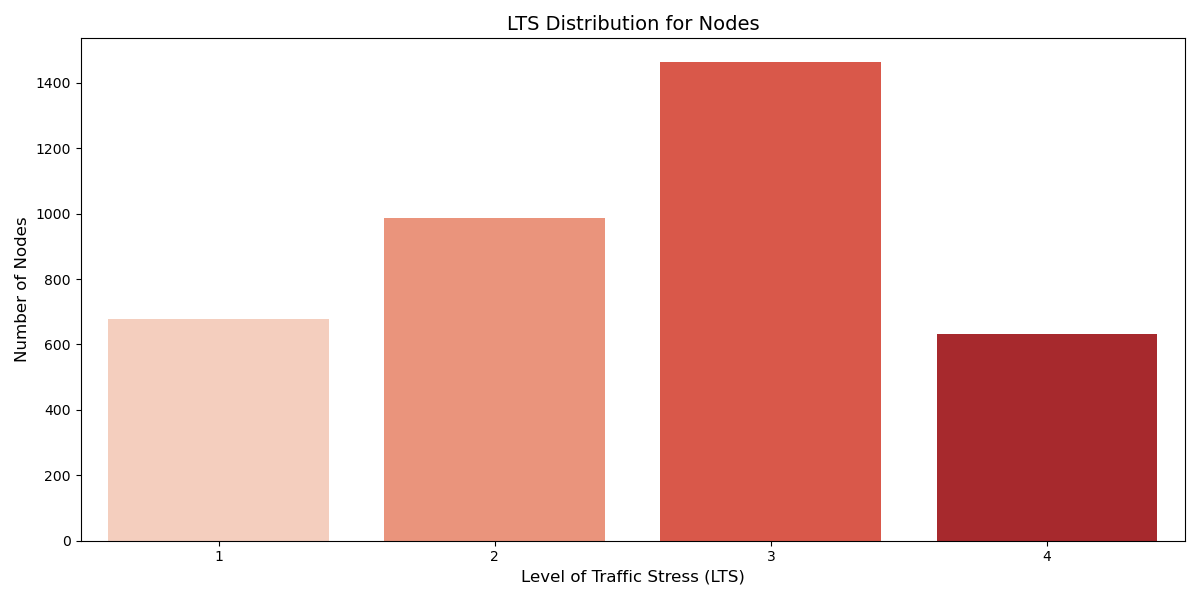 LTS Distribution for Nodes
1400
1200
1000
800
600
400
200
0
Number of Nodes
1 2 3 4
Level of Traffic Stress (LTS)